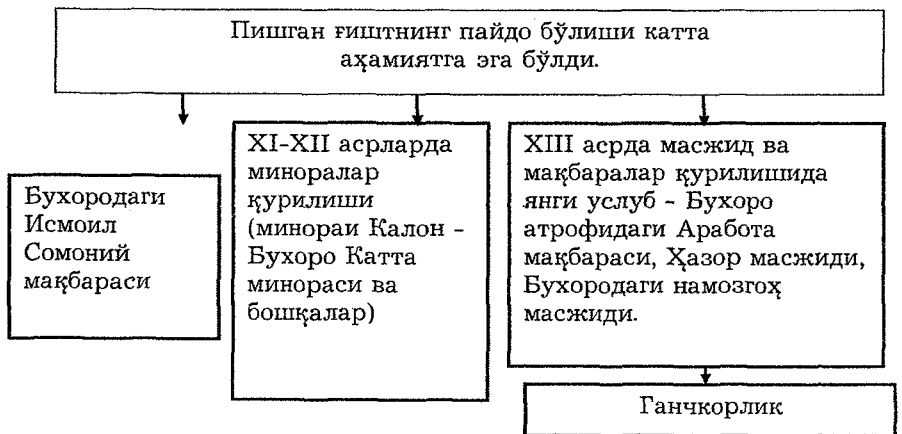 Пишган ғиштнинг пайдо бўлиши катта
аҳамиятга эга бўлди.
Бухородаги
Исмоил
Сомоний
мақбараси
XI-XII асрларда
миноралар
қурилиши
(минораи Калон -
Бухоро Катта
минораси ва
бошқалар)
XIII асрда масжид ва
мақбаралар қурилишида
янги услуб - Бухоро
атрофидаги Аработа
мақбараси, Ҳазор масжиди,
Бухородаги намозгоҳ
масжиди.
Ганчкорлик